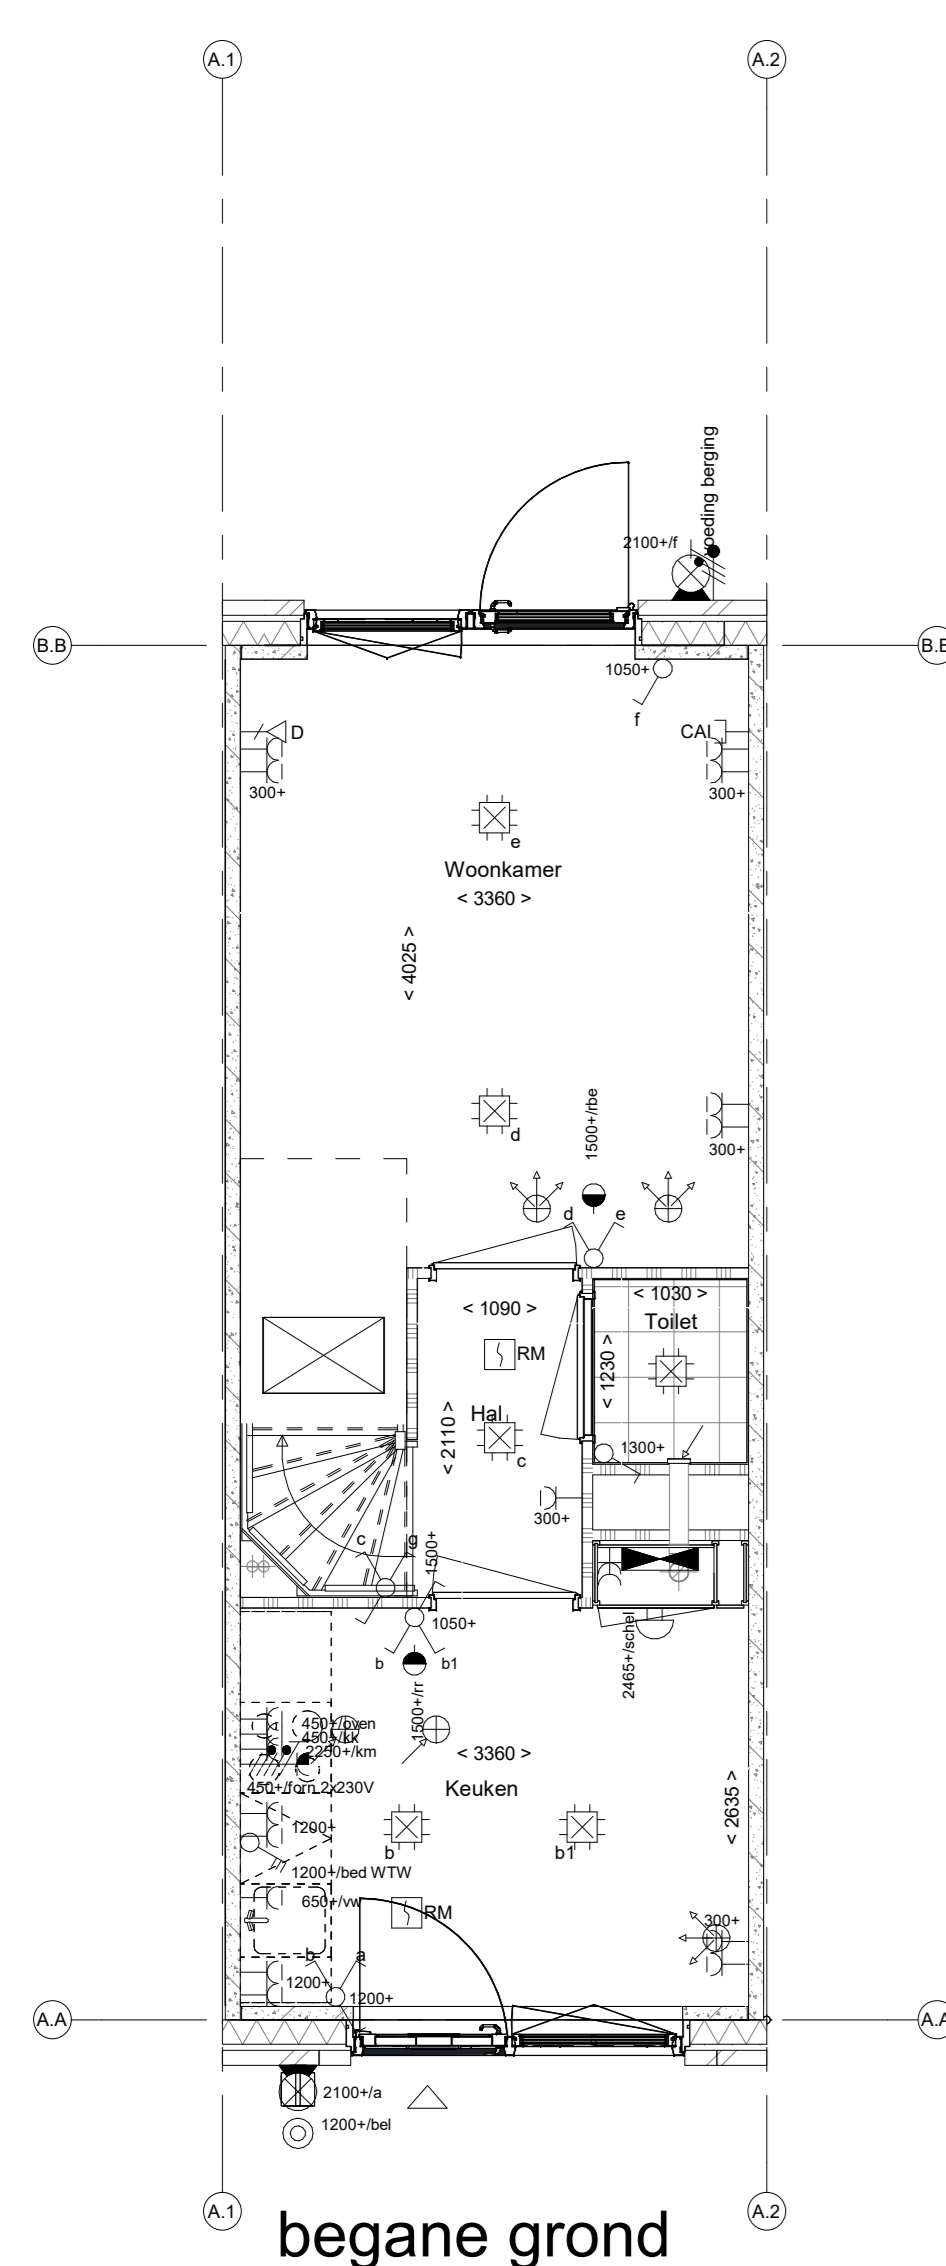 A.1
A.2
voeding berging
2100+/f
B.B
B.B
1050+
f
D
CAI
300+
300+
e
Woonkamer
< 3360 >
< 4025 >
d
1500+/rbe
300+
d
e
< 1090 >
< 1030 >
Toilet
RM
< 1230 >
Hal
< 2110 >
c
1300+
300+
c
g
1500+
1050+
b
b1
2465+/schel
1500+/rr
450+/oven
450+/kk
2250+/km
< 3360 >
450+/forn 2x230V
Keuken
< 2635 >
1200+
b
b1
1200+/bed WTW
650+/vw
RM
300+
b
a
1200+
1200+
A.A
A.A
2100+/a
1200+/bel
A.1
A.2
begane grond